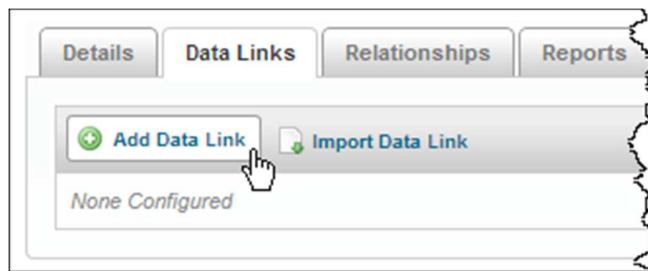 Details Data Links Relationships Reports
Add Data Link Import Data Link
None Configured